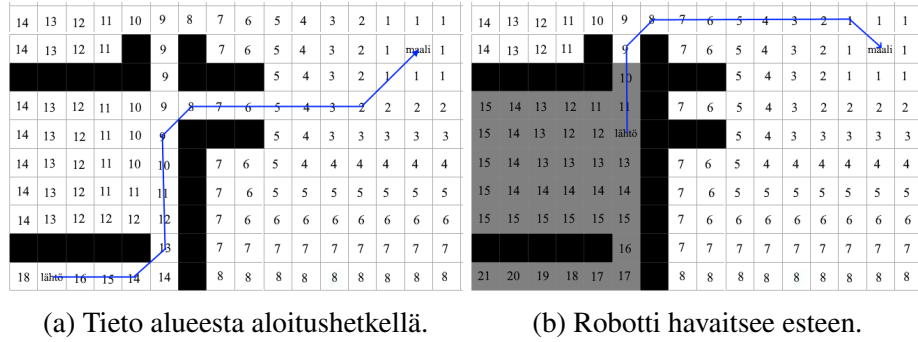 14 13 12 11 10 9 8 7 6 5 4 3 2 1 1 1
14 13 12 11 9 7 6 5 4 3 2 1 maali 1
9 5 4 3 2 1 1 1
14 13 12 11 10 9 8 7 6 5 4 3 2 2 2 2
14 13 12 11 10 9 5 4 3 3 3 3 3
14 13 12 11 10 10 7 6 5 4 4 4 4 4 4
14 13 12 11 11 11 7 6 5 5 5 5 5 5 5
14 13 12 12 12 12 7 6 6 6 6 6 6 6 6
13 7 7 7 7 7 7 7 7 7
18 lähtö 16 15 14 14 8 8 8 8 8 8 8 8 8
(a) Tieto alueesta aloitushetkellä.
14 13 12 11 10 9 8 7 6 5 4 3 2 1 1 1
14 13 12 11 9 7 6 5 4 3 2 1 maali 1
10 5 4 3 2 1 1 1
15 14 13 12 11 11 7 6 5 4 3 2 2 2 2
15 14 13 12 12 lähtö 5 4 3 3 3 3 3
15 14 13 13 13 13 7 6 5 4 4 4 4 4 4
15 14 14 14 14 14 7 6 5 5 5 5 5 5 5
15 15 15 15 15 15 7 6 6 6 6 6 6 6 6
16 7 7 7 7 7 7 7 7 7
21 20 19 18 17 17 8 8 8 8 8 8 8 8 8
(b) Robotti havaitsee esteen.